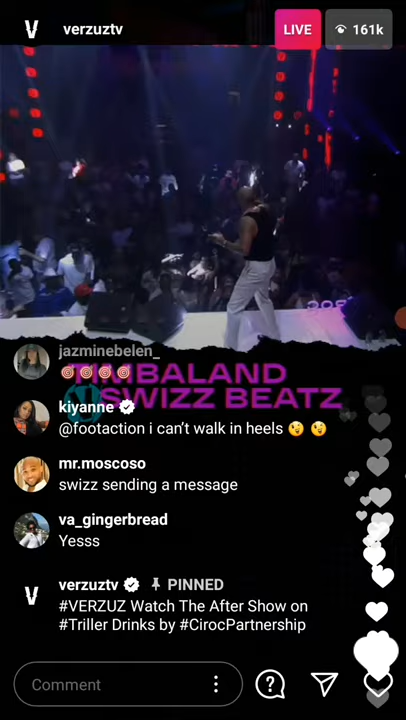 verzuztv
LIVE
161k
jazminebelen_
TIMBALAND
SWIZZ BEATZ
kiyanne
@footaction i can't walk in heels 😲 😲
mr.moscoso
swizz sending a message
va_gingerbread
Yesss
verzuztv PINNED
#VERZUZ Watch The After Show on
#Triller Drinks by #CirocPartnership
Comment